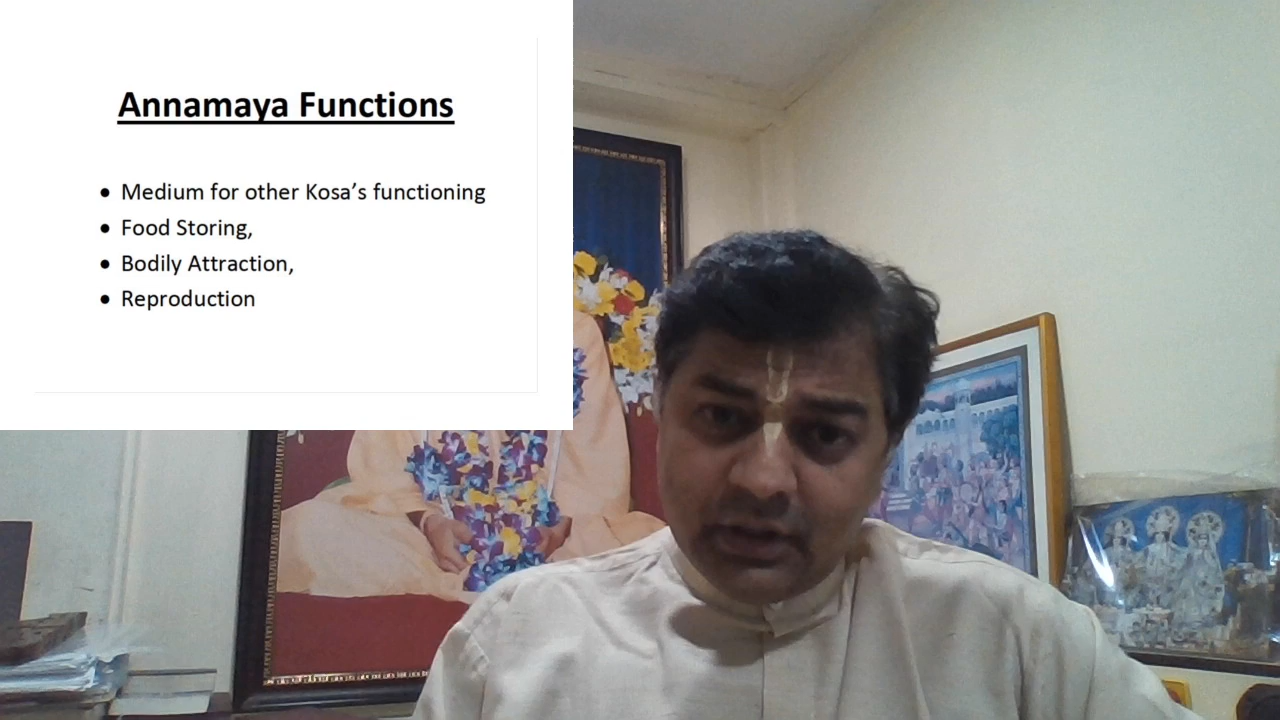 Annamaya Functions
• Medium for other Kosa’s functioning
• Food Storing,
• Bodily Attraction,
• Reproduction